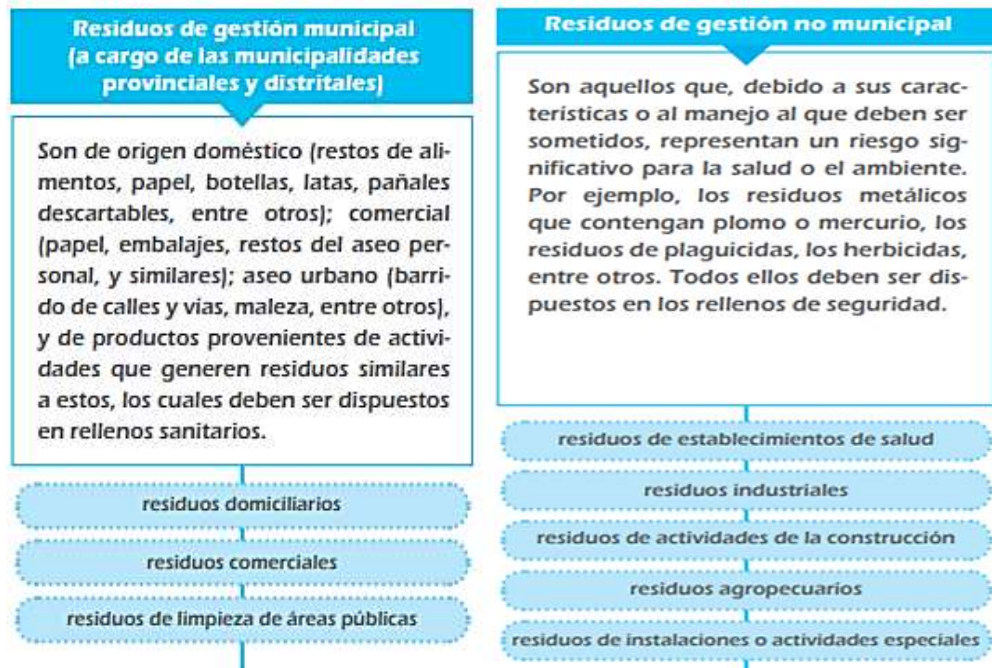 Residuos de gestión municipal
(a cargo de las municipalidades
provinciales y distritales)
Son de origen doméstico (restos de ali-
mentos, papel, botellas, latas, pañales
descartables, entre otros); comercial
(papel, embalajes, restos del aseo per-
sonal, y similares); aseo urbano (barri-
do de calles y vías, maleza, entre otros),
y de productos provenientes de activi-
dades que generen residuos similares
a estos, los cuales deben ser dispuestos
en rellenos sanitarios.
residuos domiciliarios
residuos comerciales
residuos de limpieza de áreas públicas
Residuos de gestión no municipal
Son aquellos que, debido a sus carac-
terísticas o al manejo al que deben ser
sometidos, representan un riesgo sig-
nificativo para la salud o el ambiente.
Por ejemplo, los residuos metálicos
que contengan plomo o mercurio, los
residuos de plaguicidas, los herbicidas,
entre otros. Todos ellos deben ser dis-
puestos en los rellenos de seguridad.
residuos de establecimientos de salud
residuos industriales
residuos de actividades de la construcción
residuos agropecuarios
residuos de instalaciones o actividades especiales